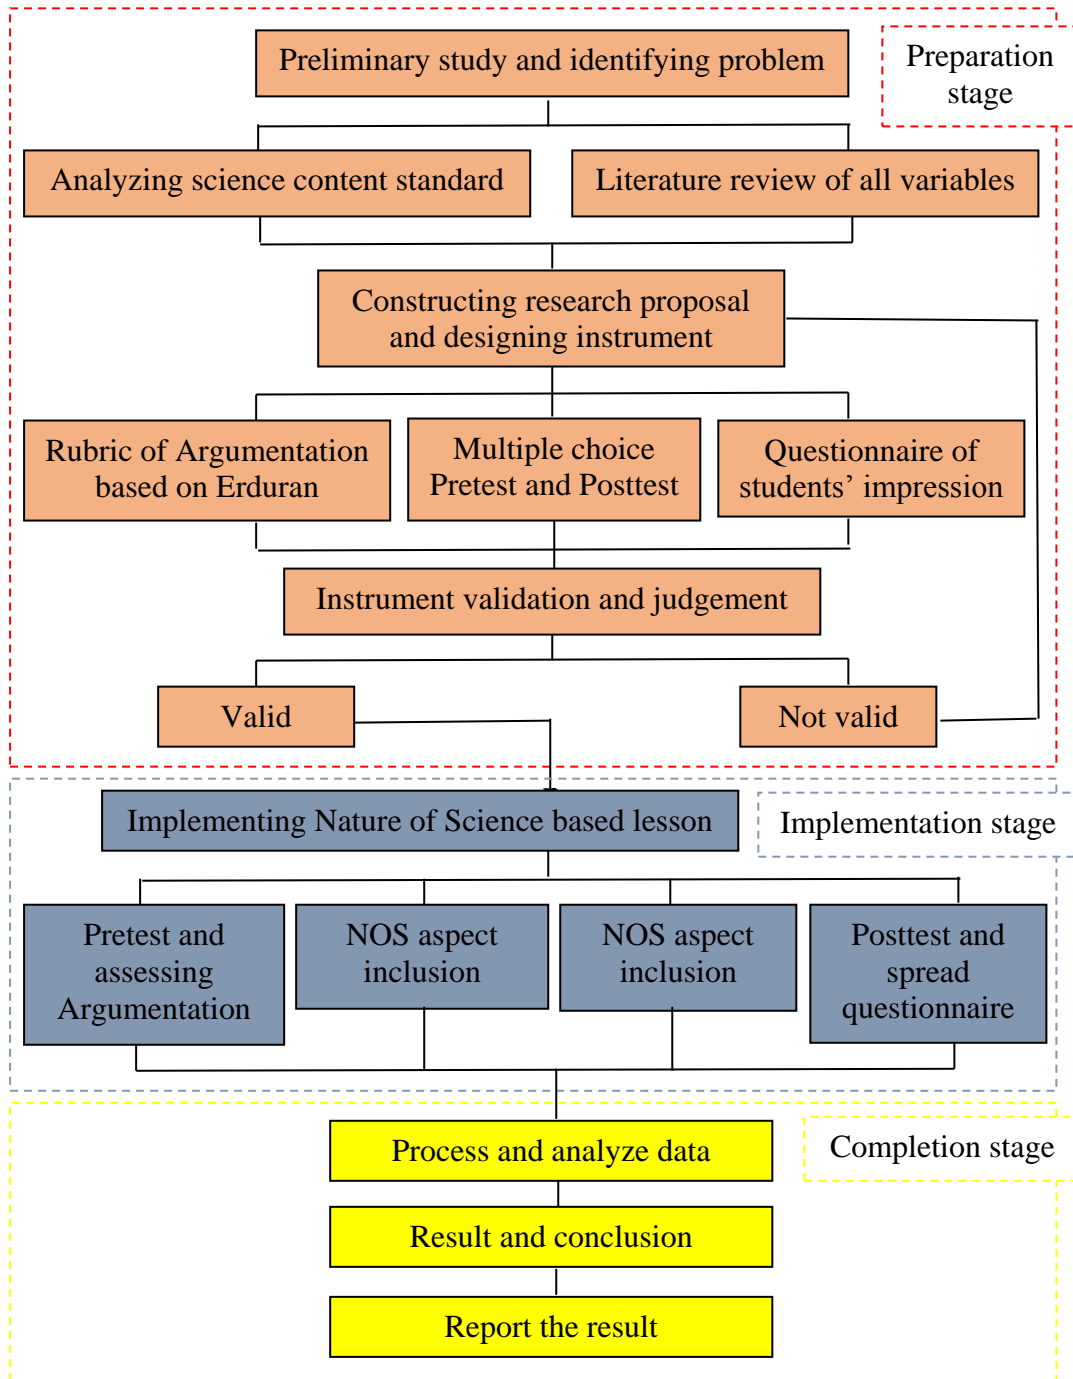 Preliminary study and identifying problem
Preparation
stage
Analyzing science content standard
Literature review of all variables
Constructing research proposal
and designing instrument
Rubric of Argumentation
based on Erduran
Multiple choice
Pretest and Posttest
Questionnaire of
students’ impression
Instrument validation and judgement
Valid
Not valid
Implementing Nature of Science based lesson
Implementation stage
Pretest and
assessing
Argumentation
NOS aspect
inclusion
NOS aspect
inclusion
Posttest and
spread
questionnaire
Process and analyze data
Completion stage
Result and conclusion
Report the result